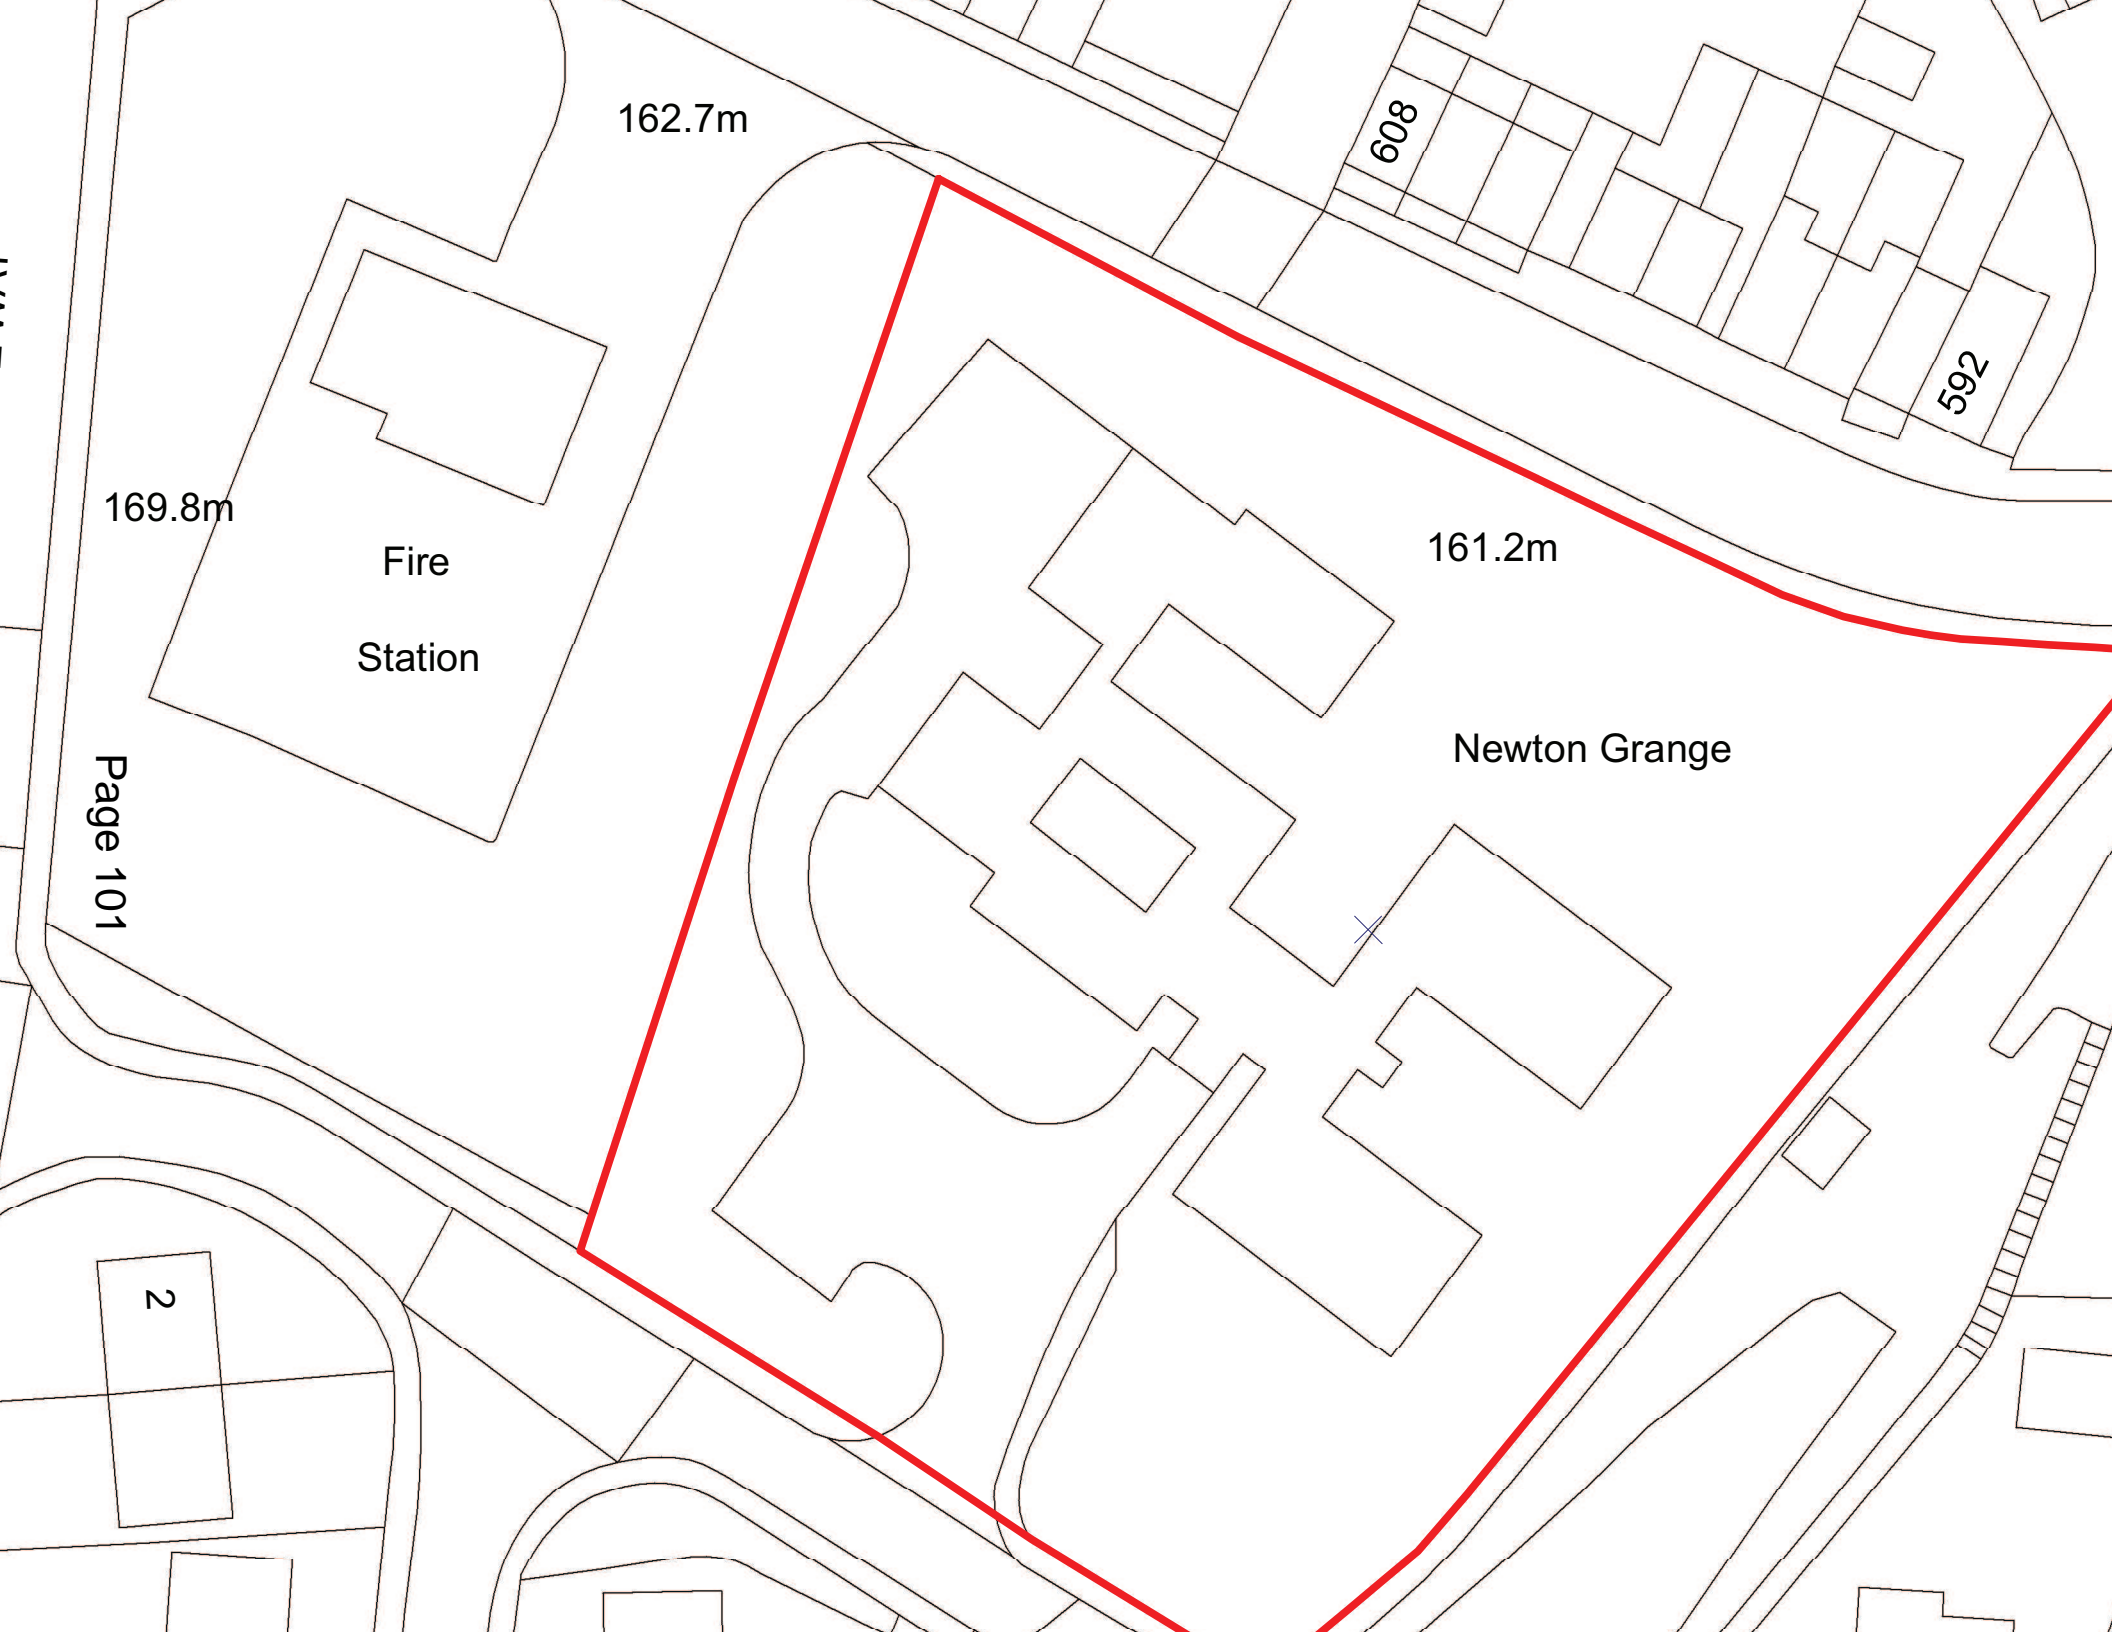 162.7m
608
592
169.8m
Fire
Station
161.2m
Newton Grange
Page 101
2